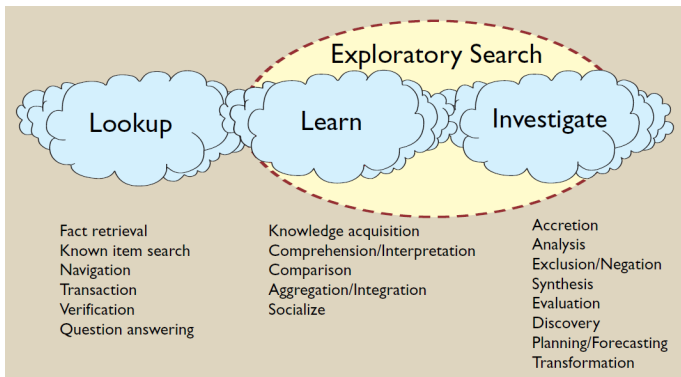 Exploratory Search
Lookup
Learn
Investigate
Fact retrieval
Known item search
Navigation
Transaction
Verification
Question answering
Knowledge acquisition
Comprehension/Interpretation
Comparison
Aggregation/Integration
Socialize
Accretion
Analysis
Exclusion/Negation
Synthesis
Evaluation
Discovery
Planning/Forecasting
Transformation